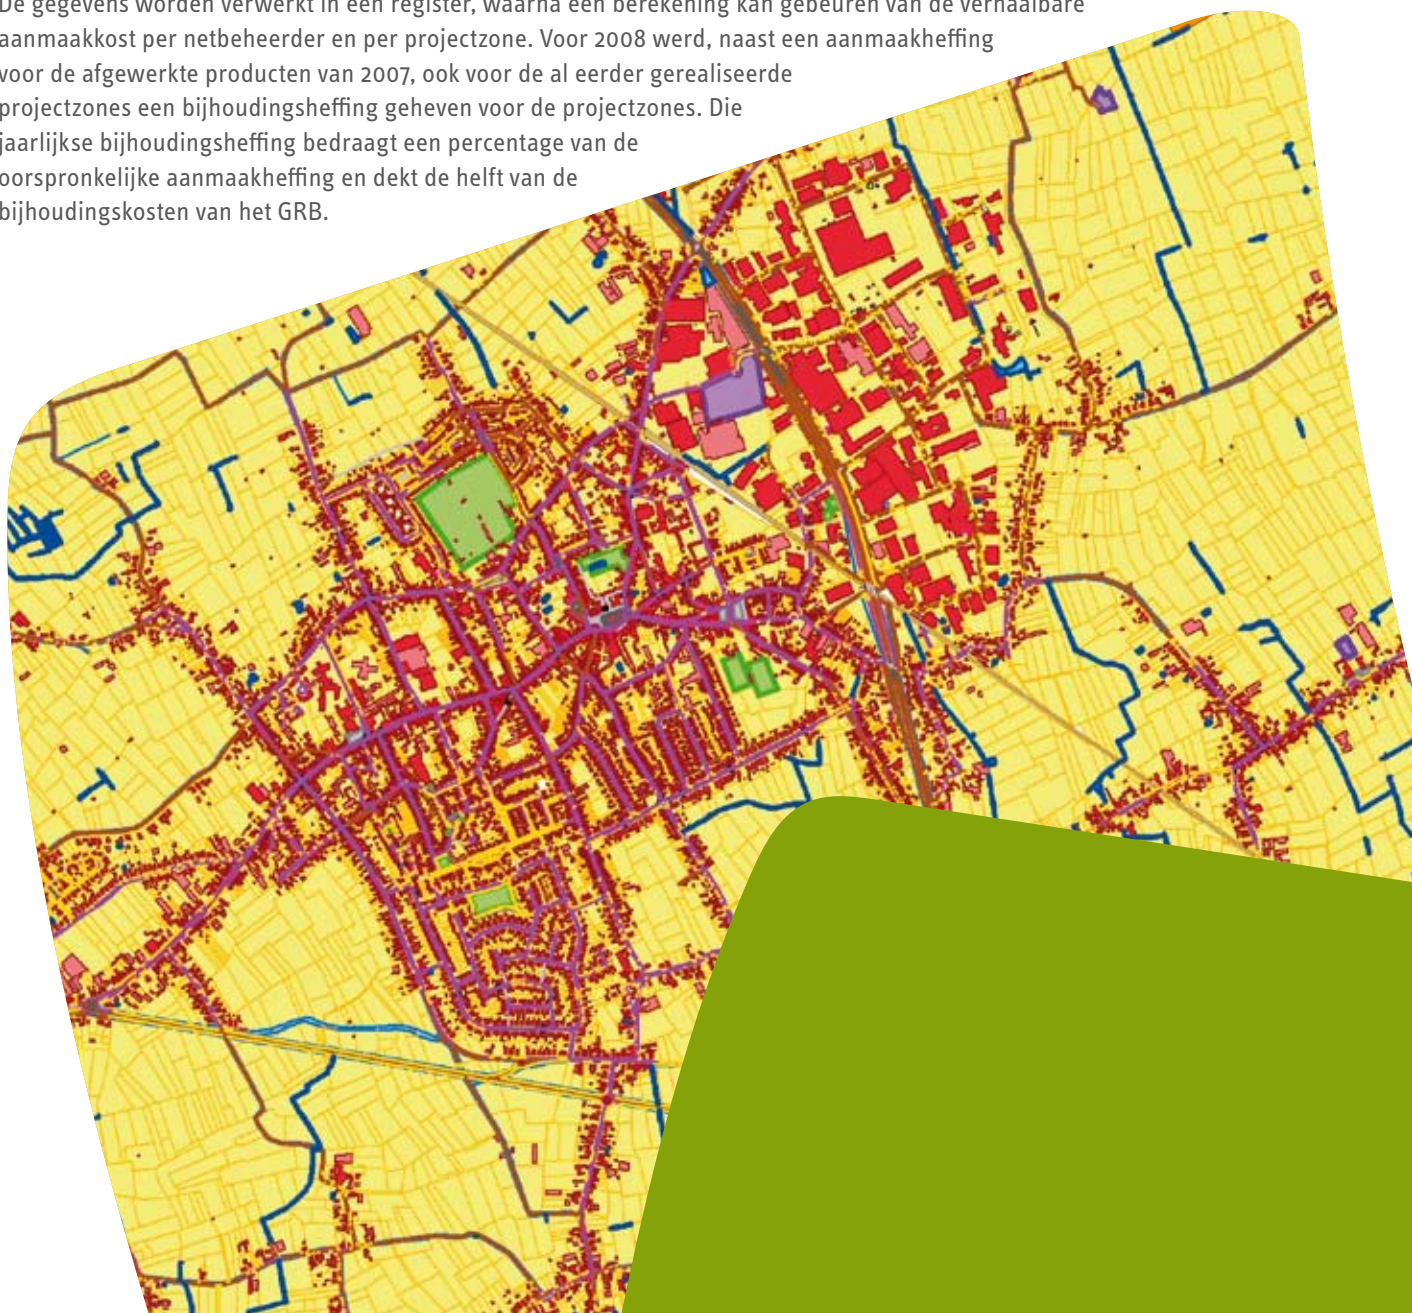 De gegevens worden verwerkt in een register, waarna een berekening kan gebeuren van de verhaalbare
aanmaakkost per netbeheerder en per projectzone. Voor 2008 werd, naast een aanmaakheffing
voor de afgewerkte producten van 2007, ook voor de al eerder gerealiseerde
projectzones een bijhoudingsheffing geheven voor de projectzones. Die
jaarlijkse bijhoudingsheffing bedraagt een percentage van de
oorspronkelijke aanmaakheffing en dekt de helft van de
bijhoudingskosten van het GRB.